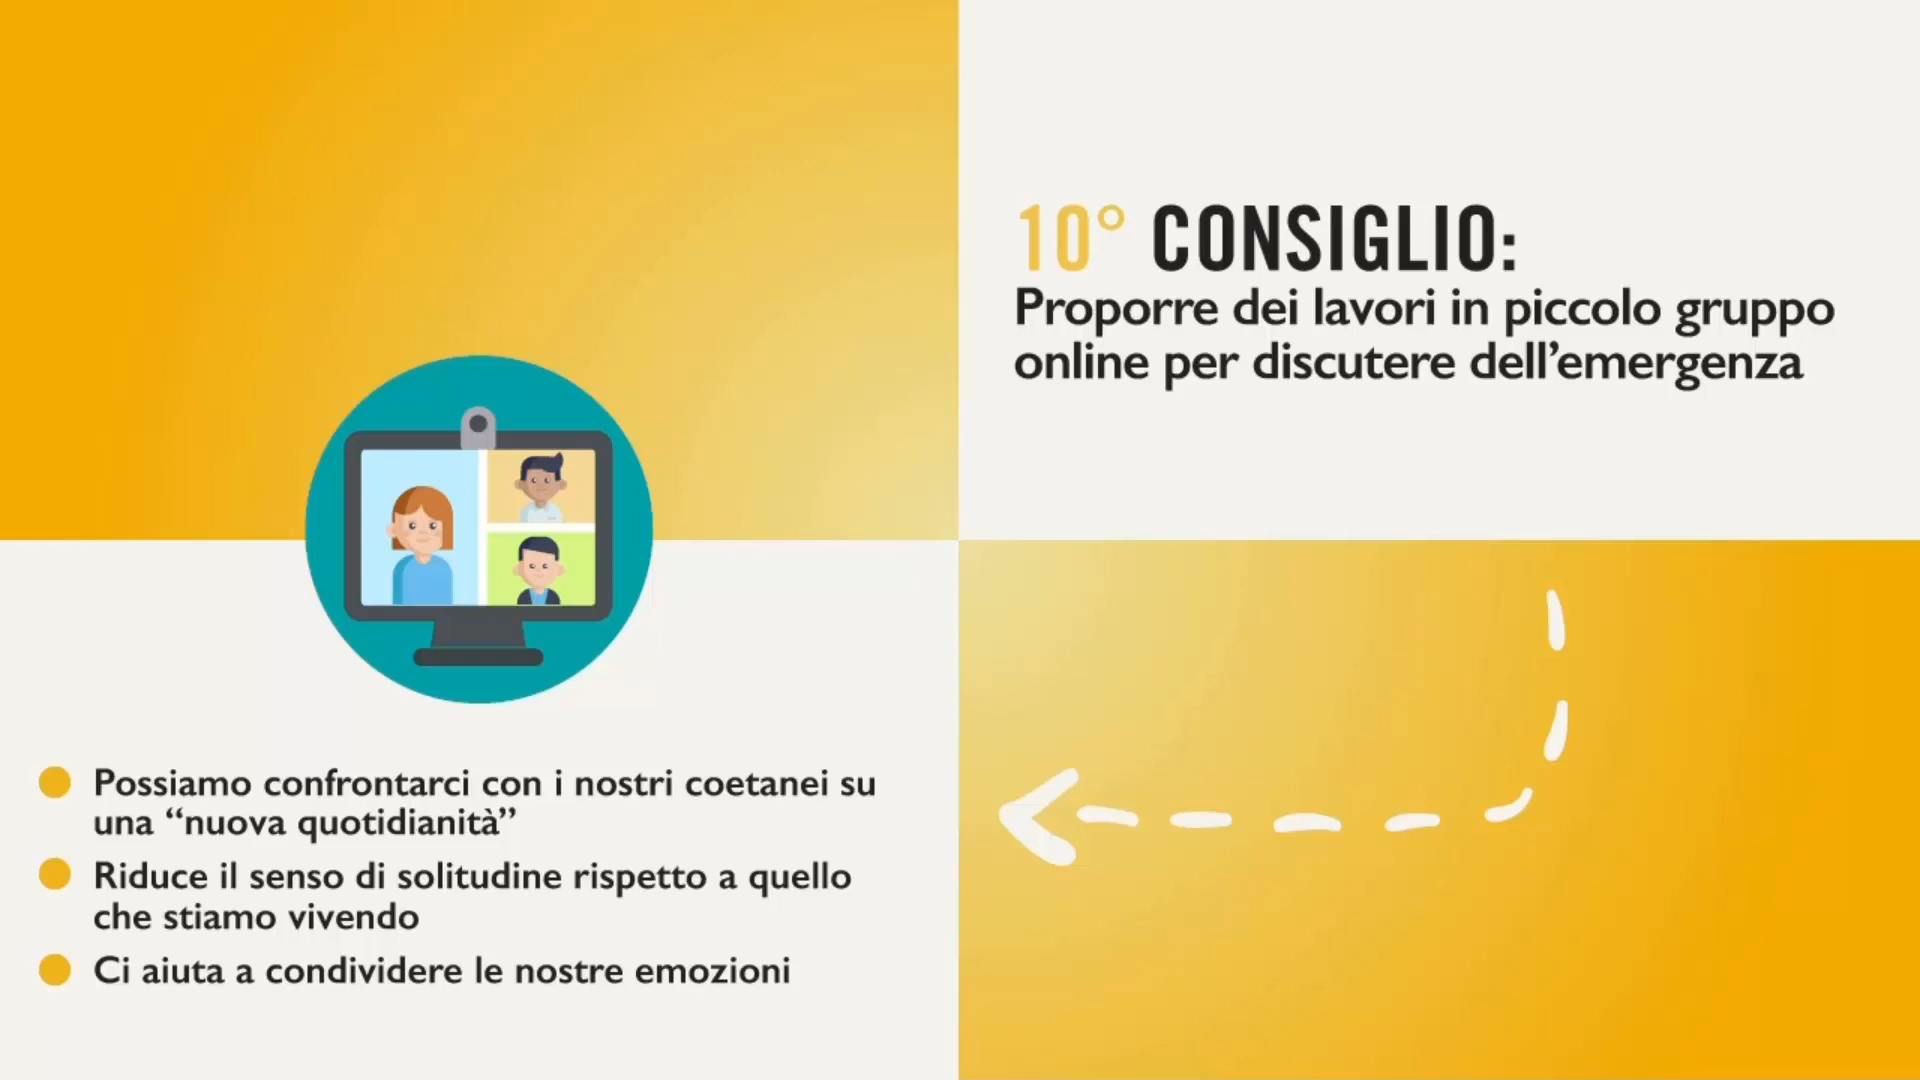 10° CONSIGLIO:
Proporre dei lavori in piccolo gruppo
online per discutere dell’emergenza
Possiamo confrontarci con i nostri coetanei su
una “nuova quotidianità”
Riduce il senso di solitudine rispetto a quello
che stiamo vivendo
Ci aiuta a condividere le nostre emozioni